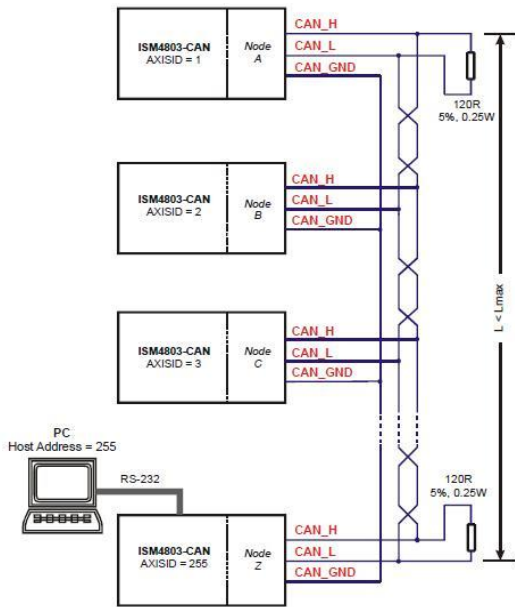 ISM4803-CAN
AXISID = 1
Node
A
CAN_H
CAN_L
CAN_GND
120R
5%, 0.25W
ISM4803-CAN
AXISID = 2
Node
B
CAN_H
CAN_L
CAN_GND
L < Lmax
ISM4803-CAN
AXISID = 3
Node
C
CAN_H
CAN_L
CAN_GND
PC
Host Address = 255
RS-232
120R
5%, 0.25W
ISM4803-CAN
AXISID = 255
Node
Z
CAN_H
CAN_L
CAN_GND